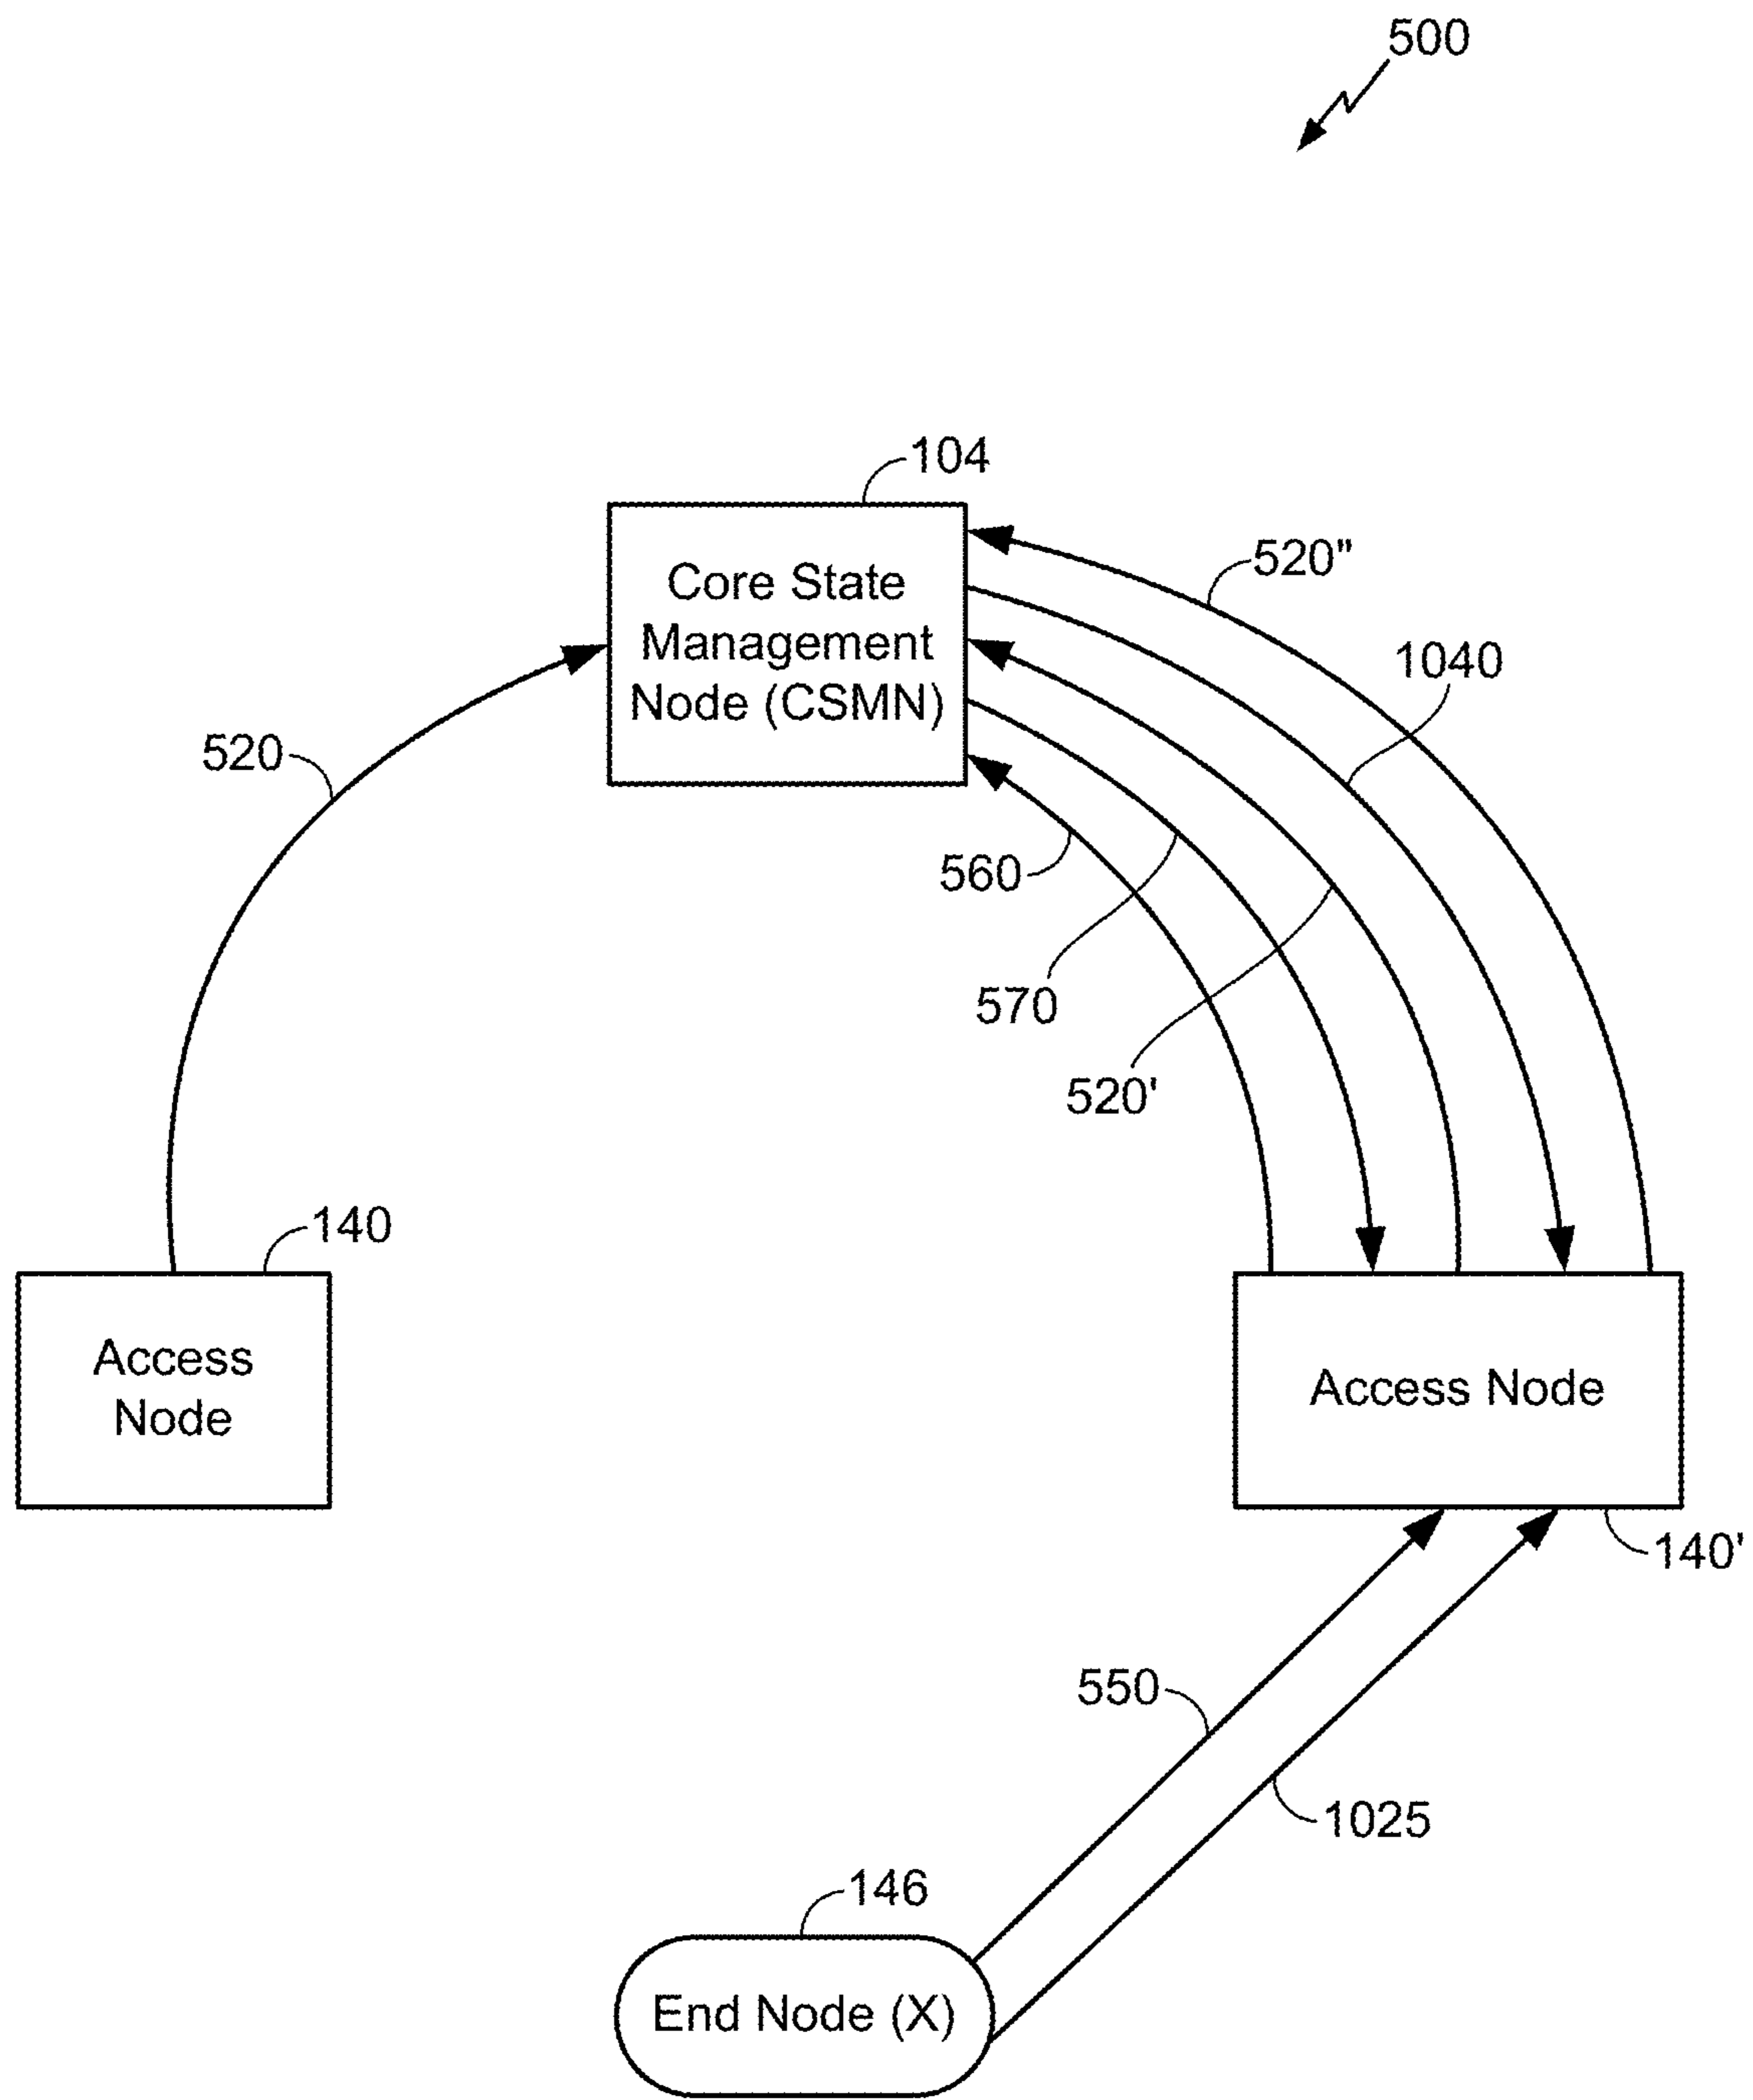 500
104
Core State
Management
Node (CSMN)
520"
1040
520
560
570
520'
140
Access
Node
Access Node
140'
550
1025
146
End Node (X)